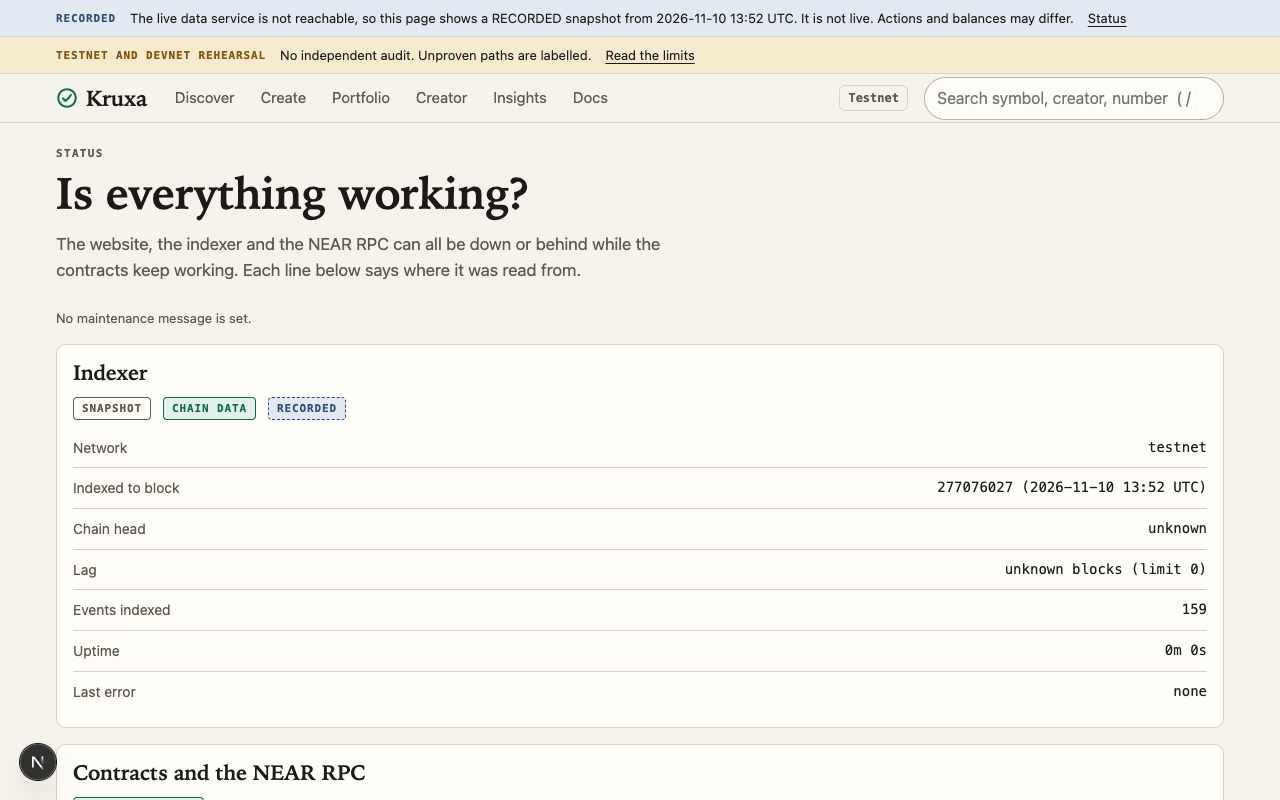 RECORDED The live data service is not reachable, so this page shows a RECORDED snapshot from 2026-11-10 13:52 UTC. It is not live. Actions and balances may differ. Status
TESTNET AND DEVNET REHEARSAL No independent audit. Unproven paths are labelled. Read the limits
Kruxa Discover Create Portfolio Creator Insights Docs Testnet Search symbol, creator, number ( /
STATUS
Is everything working?
The website, the indexer and the NEAR RPC can all be down or behind while the
contracts keep working. Each line below says where it was read from.
No maintenance message is set.
Indexer
SNAPSHOT CHAIN DATA RECORDED
Network testnet
Indexed to block 277076027 (2026-11-10 13:52 UTC)
Chain head unknown
Lag unknown blocks (limit 0)
Events indexed 159
Uptime 0m 0s
Last error none
N
Contracts and the NEAR RPC